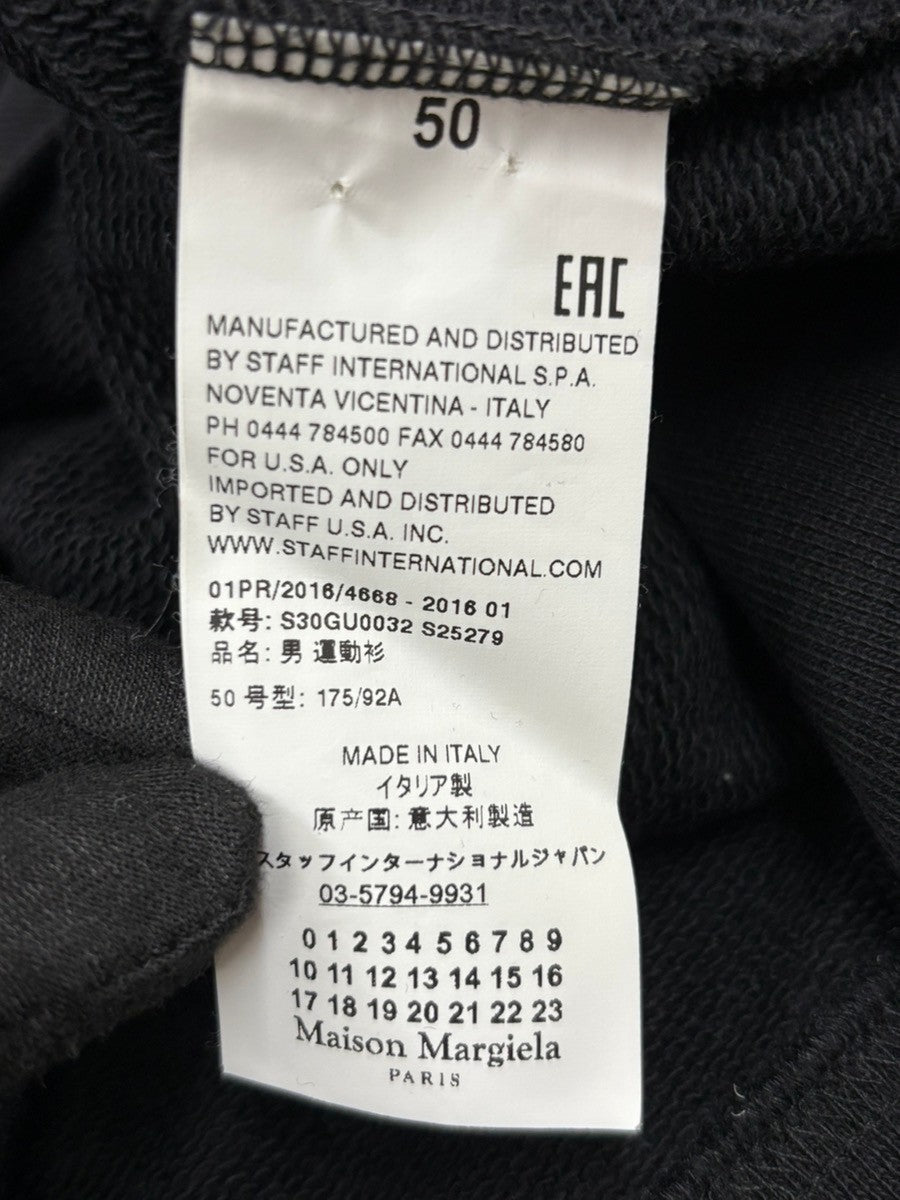 50
EAC
MANUFACTURED AND DISTRIBUTED
BY STAFF INTERNATIONAL S.P.A.
NOVENTA VICENTINA - ITALY
PH 0444 784500 FAX 0444 784580
FOR U.S.A. ONLY
IMPORTED AND DISTRIBUTED
BY STAFF U.S.A. INC.
WWW.STAFFINTERNATIONAL.COM
01PR/2016/4668 - 2016 01
款号: S30GU0032 S25279
品名: 男 運動衫
50 号型: 175/92A
MADE IN ITALY
イタリア製
原产国: 意大利製造
スタッフインターナショナルジャパン
03-5794-9931
0 1 2 3 4 5 6 7 8 9
10 11 12 13 14 15 16
17 18 19 20 21 22 23
Maison Margiela
PARIS